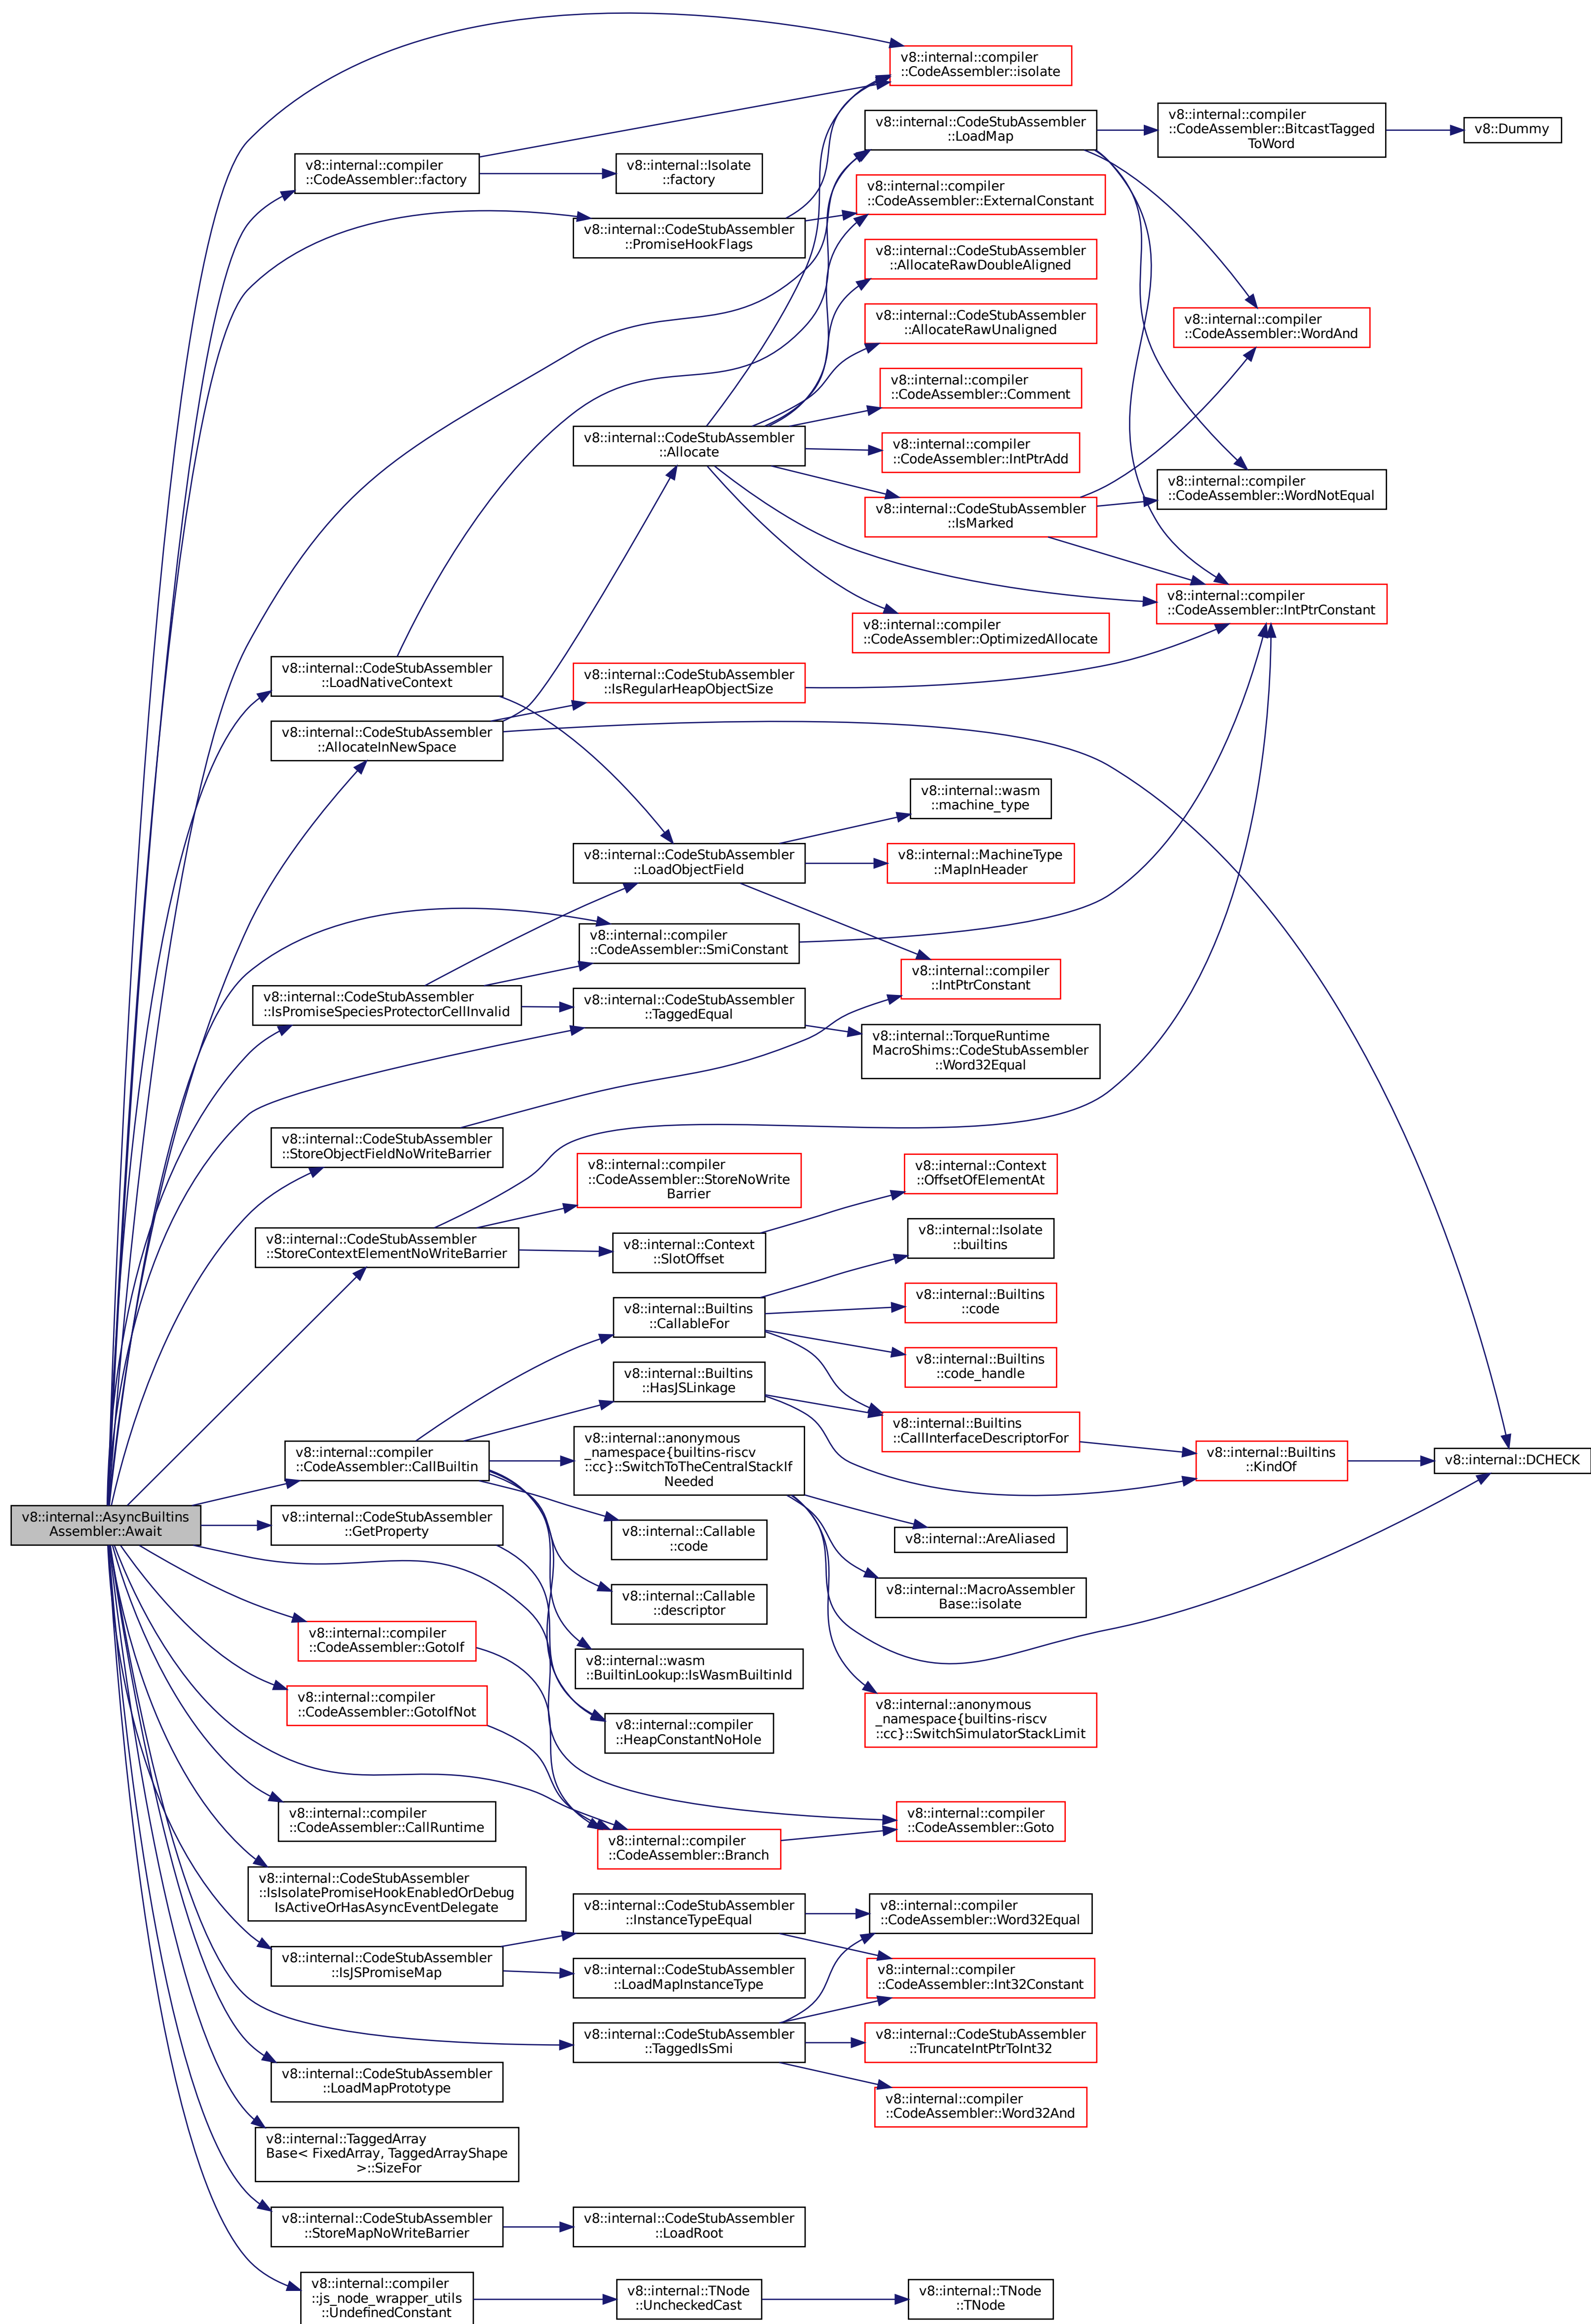 v8::internal::compiler
::CodeAssembler::isolate
v8::internal::CodeStubAssembler
::LoadMap
v8::internal::compiler
::CodeAssembler::BitcastTagged
ToWord
v8::Dummy
v8::internal::compiler
::CodeAssembler::factory
v8::internal::Isolate
::factory
v8::internal::compiler
::CodeAssembler::ExternalConstant
v8::internal::CodeStubAssembler
::PromiseHookFlags
v8::internal::CodeStubAssembler
::AllocateRawDoubleAligned
v8::internal::CodeStubAssembler
::AllocateRawUnaligned
v8::internal::compiler
::CodeAssembler::WordAnd
v8::internal::compiler
::CodeAssembler::Comment
v8::internal::CodeStubAssembler
::Allocate
v8::internal::compiler
::CodeAssembler::IntPtrAdd
v8::internal::compiler
::CodeAssembler::WordNotEqual
v8::internal::CodeStubAssembler
::IsMarked
v8::internal::compiler
::CodeAssembler::IntPtrConstant
v8::internal::compiler
::CodeAssembler::OptimizedAllocate
v8::internal::CodeStubAssembler
::LoadNativeContext
v8::internal::CodeStubAssembler
::IsRegularHeapObjectSize
v8::internal::CodeStubAssembler
::AllocateInNewSpace
v8::internal::wasm
::machine_type
v8::internal::CodeStubAssembler
::LoadObjectField
v8::internal::MachineType
::MapInHeader
v8::internal::compiler
::CodeAssembler::SmiConstant
v8::internal::compiler
::IntPtrConstant
v8::internal::CodeStubAssembler
::IsPromiseSpeciesProtectorCellInvalid
v8::internal::CodeStubAssembler
::TaggedEqual
v8::internal::TorqueRuntime
MacroShims::CodeStubAssembler
::Word32Equal
v8::internal::CodeStubAssembler
::StoreObjectFieldNoWriteBarrier
v8::internal::compiler
::CodeAssembler::StoreNoWrite
Barrier
v8::internal::Context
::OffsetOfElementAt
v8::internal::CodeStubAssembler
::StoreContextElementNoWriteBarrier
v8::internal::Context
::SlotOffset
v8::internal::Isolate
::builtins
v8::internal::Builtins
::CallableFor
v8::internal::Builtins
::code
v8::internal::Builtins
::code_handle
v8::internal::Builtins
::HasJSLinkage
v8::internal::Builtins
::CallInterfaceDescriptorFor
v8::internal::compiler
::CodeAssembler::CallBuiltin
v8::internal::anonymous
_namespace{builtins-riscv
::cc}::SwitchToTheCentralStackIf
Needed
v8::internal::Builtins
::KindOf
v8::internal::DCHECK
v8::internal::AsyncBuiltins
Assembler::Await
v8::internal::CodeStubAssembler
::GetProperty
v8::internal::Callable
::code
v8::internal::AreAliased
v8::internal::Callable
::descriptor
v8::internal::MacroAssembler
Base::isolate
v8::internal::compiler
::CodeAssembler::GotoIf
v8::internal::wasm
::BuiltinLookup::IsWasmBuiltinId
v8::internal::compiler
::CodeAssembler::GotoIfNot
v8::internal::compiler
::HeapConstantNoHole
v8::internal::anonymous
_namespace{builtins-riscv
::cc}::SwitchSimulatorStackLimit
v8::internal::compiler
::CodeAssembler::CallRuntime
v8::internal::compiler
::CodeAssembler::Branch
v8::internal::compiler
::CodeAssembler::Goto
v8::internal::CodeStubAssembler
::IsIsolatePromiseHookEnabledOrDebug
IsActiveOrHasAsyncEventDelegate
v8::internal::CodeStubAssembler
::InstanceTypeEqual
v8::internal::compiler
::CodeAssembler::Word32Equal
v8::internal::CodeStubAssembler
::IsJSPromiseMap
v8::internal::CodeStubAssembler
::LoadMapInstanceType
v8::internal::compiler
::CodeAssembler::Int32Constant
v8::internal::CodeStubAssembler
::TaggedIsSmi
v8::internal::CodeStubAssembler
::TruncateIntPtrToInt32
v8::internal::CodeStubAssembler
::LoadMapPrototype
v8::internal::compiler
::CodeAssembler::Word32And
v8::internal::TaggedArray
Base< FixedArray, TaggedArrayShape
>::SizeFor
v8::internal::CodeStubAssembler
::StoreMapNoWriteBarrier
v8::internal::CodeStubAssembler
::LoadRoot
v8::internal::compiler
::js_node_wrapper_utils
::UndefinedConstant
v8::internal::TNode
::UncheckedCast
v8::internal::TNode
::TNode